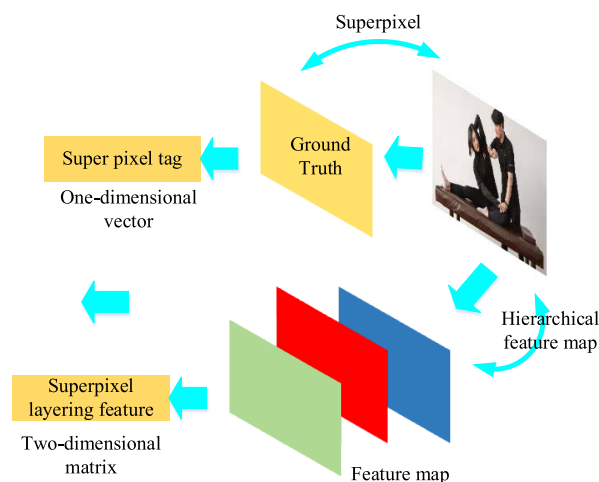 Superpixel
Ground
Truth
Super pixel tag
One-dimensional
vector
Hierarchical
feature map
Superpixel
layering feature
Two-dimensional
matrix
Feature map